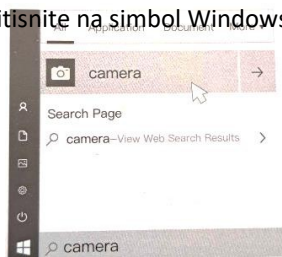 itisnite na simbol Windows
All Application Document More
camera
Search Page
camera–View Web Search Results
camera